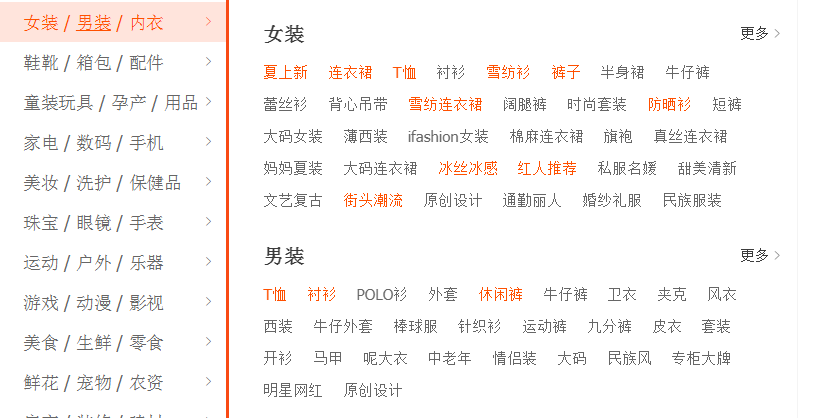 女装 / 男装 / 内衣
鞋靴 / 箱包 / 配件
童装玩具 / 孕产 / 用品
家电 / 数码 / 手机
美妆 / 洗护 / 保健品
珠宝 / 眼镜 / 手表
运动 / 户外 / 乐器
游戏 / 动漫 / 影视
美食 / 生鲜 / 零食
鲜花 / 宠物 / 农资
女装 更多
夏上新 连衣裙 T恤 衬衫 雪纺衫 裤子 半身裙 牛仔裤
蕾丝衫 背心吊带 雪纺连衣裙 阔腿裤 时尚套装 防晒衫 短裤
大码女装 薄西装 ifashion女装 棉麻连衣裙 旗袍 真丝连衣裙
妈妈夏装 大码连衣裙 冰丝冰感 红人推荐 私服名媛 甜美清新
文艺复古 街头潮流 原创设计 通勤丽人 婚纱礼服 民族服装
男装 更多
T恤 衬衫 POLO衫 外套 休闲裤 牛仔裤 卫衣 夹克 风衣
西装 牛仔外套 棒球服 针织衫 运动裤 九分裤 皮衣 套装
开衫 马甲 呢大衣 中老年 情侣装 大码 民族风 专柜大牌
明星网红 原创设计